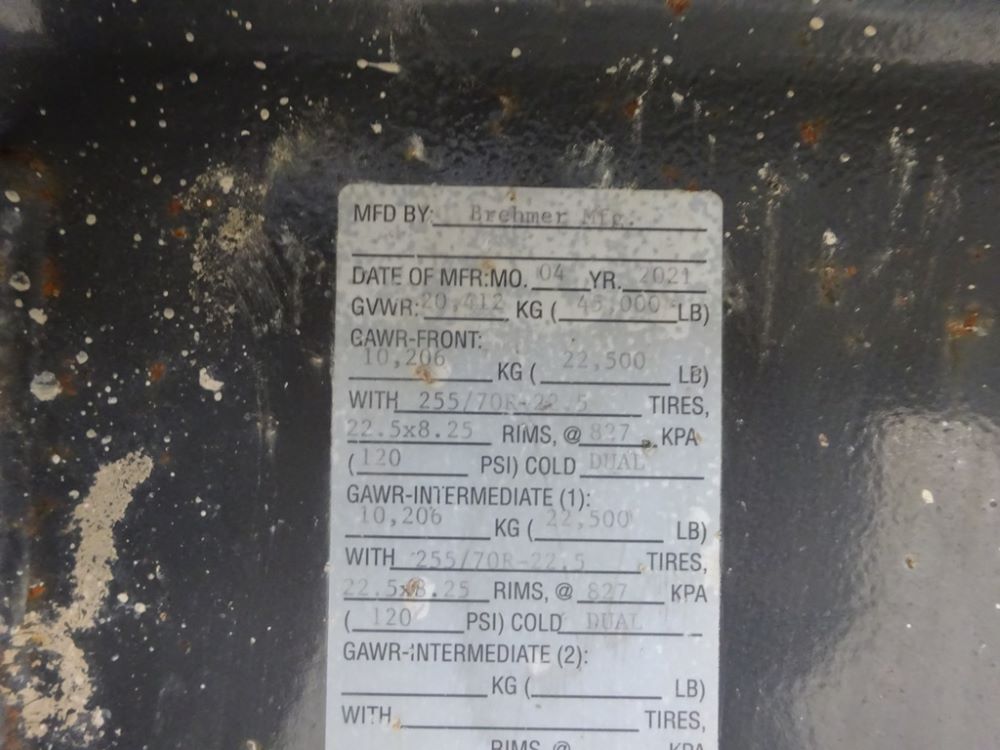 MFD BY: Brehmer Mfg.
DATE OF MFR:MO. 04 YR. 2021
GVWR: 20,412 KG ( 45,000 LB)
GAWR-FRONT:
10,206 KG ( 22,500 LB)
WITH 255/70R-22.5 TIRES,
22.5x8.25 RIMS, @ 827 KPA
( 120 PSI) COLD DUAL
GAWR-INTERMEDIATE (1):
10,206 KG ( 22,500 LB)
WITH 255/70R-22.5 TIRES,
22.5x8.25 RIMS, @ 827 KPA
( 120 PSI) COLD DUAL
GAWR-INTERMEDIATE (2):
KG ( LB)
WITH TIRES,
RIMS, @ KPA